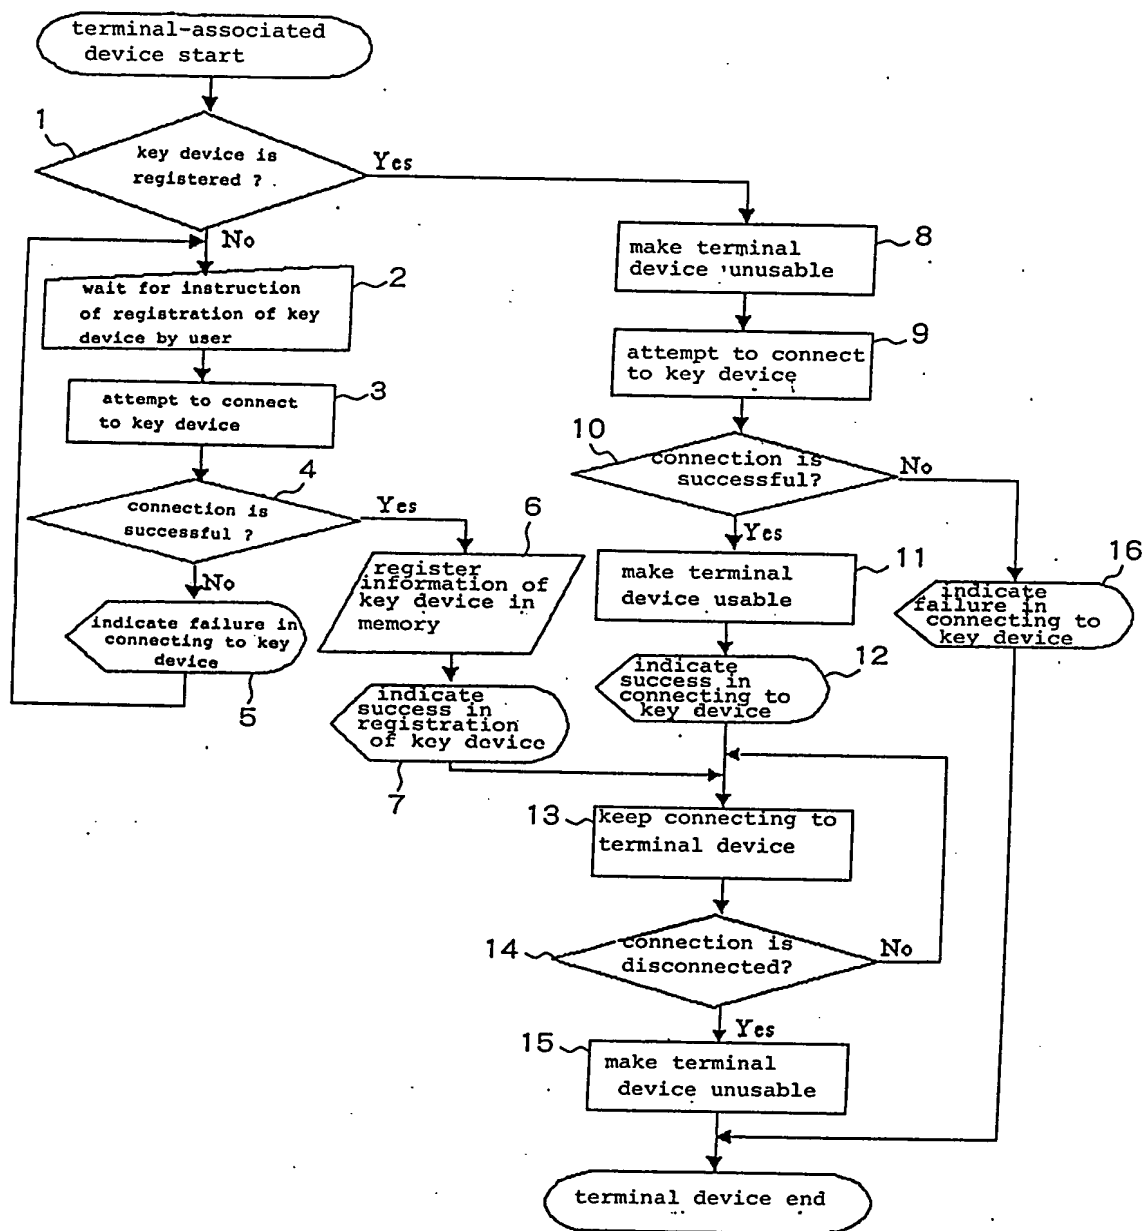 terminal-associated
device start
1
key device is
registered ?
Yes
No
2
wait for instruction
of registration of key
device by user
3
attempt to connect
to key device
4
connection is
successful ?
Yes
No
5
indicate failure in
connecting to key
device
6
register
information of
key device in
memory
7
indicate
success in
registration
of key device
8
make terminal
device unusable
9
attempt to connect
to key device
10
connection is
successful?
No
Yes
11
make terminal
device usable
12
indicate
success in
connecting to
key device
16
indicate
failure in
connecting to
key device
13
keep connecting to
terminal device
14
connection is
disconnected?
No
Yes
15
make terminal
device unusable
terminal device end